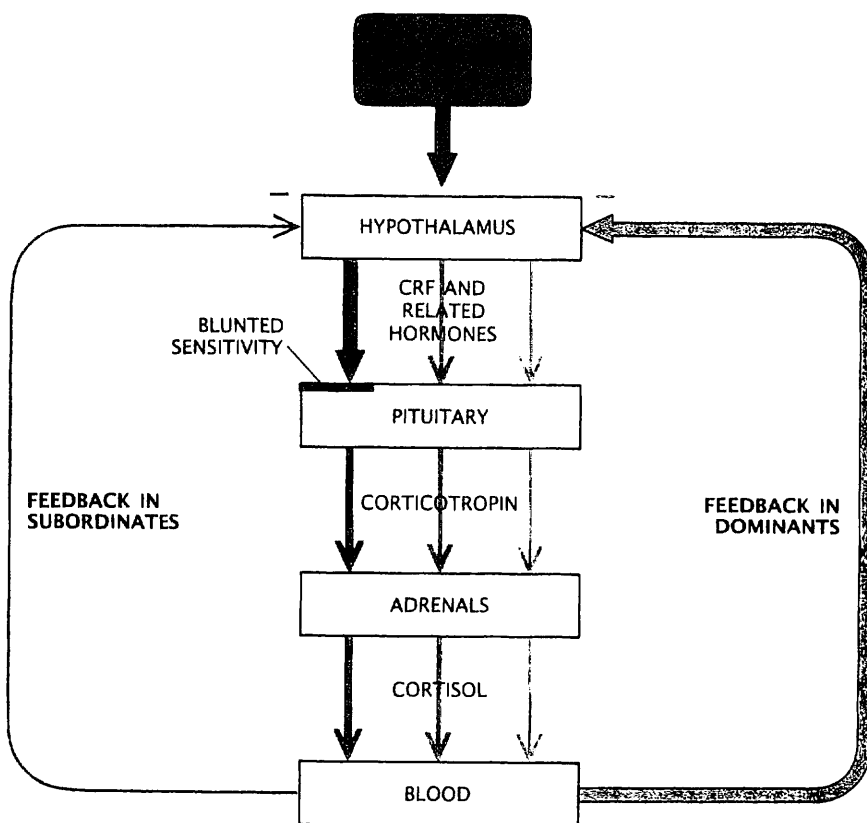 HYPOTHALAMUS
CRF AND
RELATED
HORMONES
BLUNTED
SENSITIVITY
PITUITARY
FEEDBACK IN
SUBORDINATES
CORTICOTROPIN
FEEDBACK IN
DOMINANTS
ADRENALS
CORTISOL
BLOOD